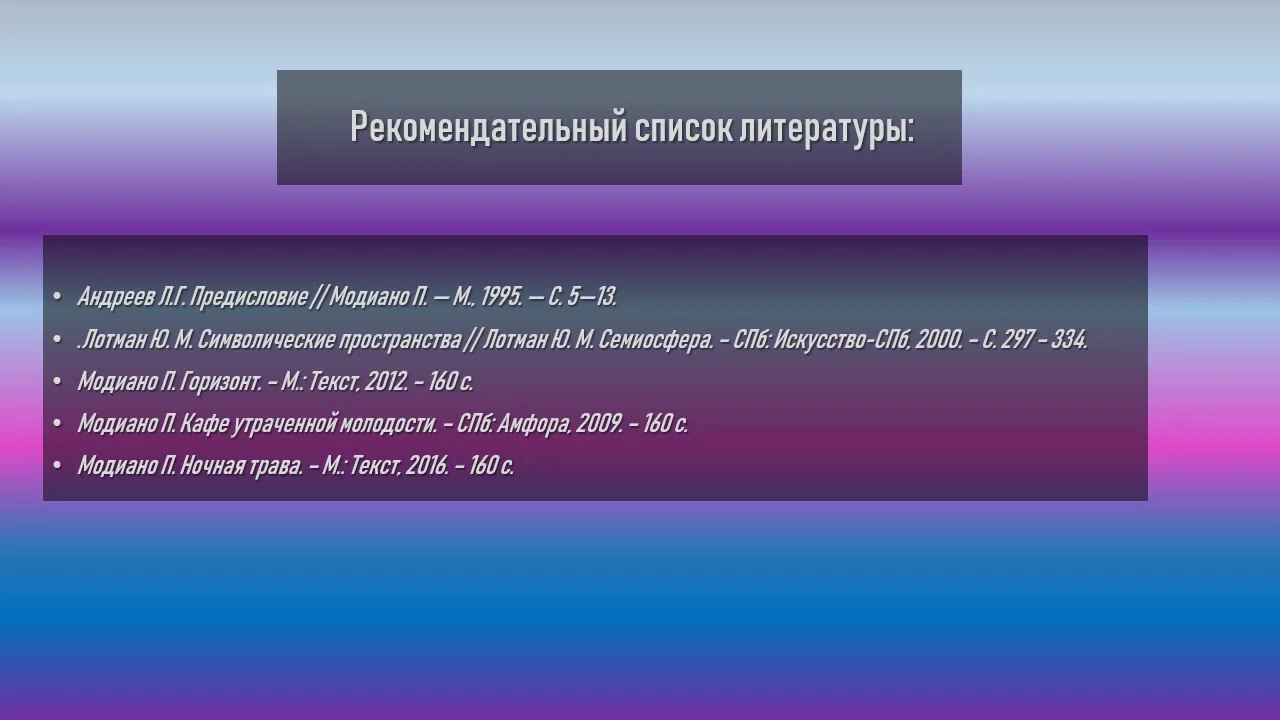 Рекомендательный список литературы:
• Андреев Л.Г. Предисловие // Модиано П. — М., 1995. — С. 5—13.
• .Лотман Ю. М. Символические пространства // Лотман Ю. М. Семиосфера. – СПб: Искусство-СПб, 2000. – С. 297 – 334.
• Модиано П. Горизонт. – М.: Текст, 2012. – 160 с.
• Модиано П. Кафе утраченной молодости. – СПб: Амфора, 2009. – 160 с.
• Модиано П. Ночная трава. – М.: Текст, 2016. – 160 с.